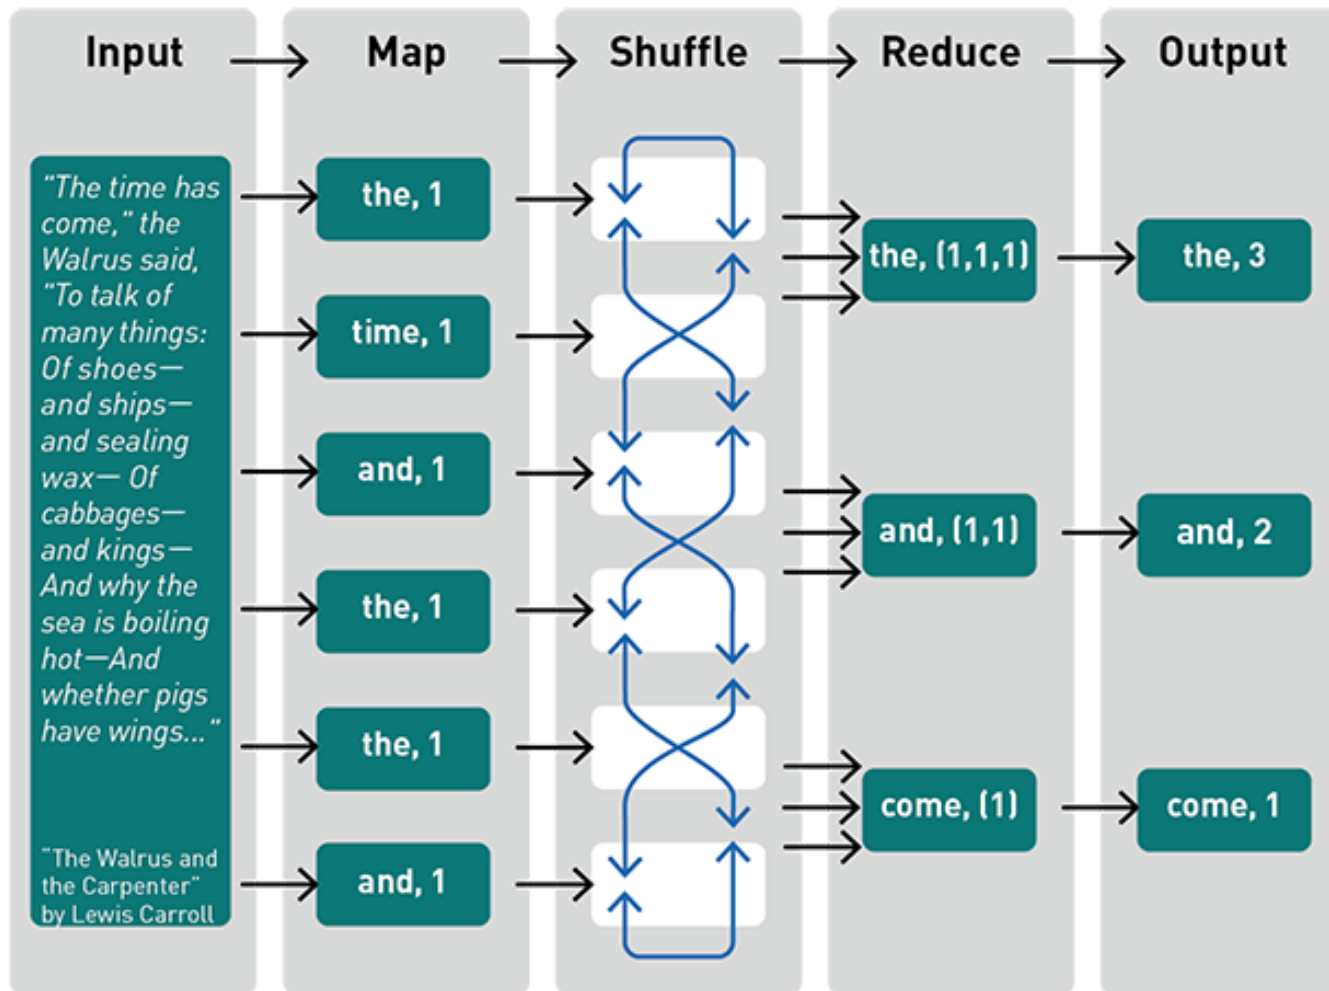 Input
Map
Shuffle
Reduce
Output
"The time has
come," the
Walrus said,
"To talk of
many things:
Of shoes—
and ships—
and sealing
wax— Of
cabbages—
and kings—
And why the
sea is boiling
hot—And
whether pigs
have wings..."
"The Walrus and
the Carpenter"
by Lewis Carroll
the, 1
time, 1
and, 1
the, 1
the, 1
and, 1
the, (1,1,1)
and, (1,1)
come, (1)
the, 3
and, 2
come, 1